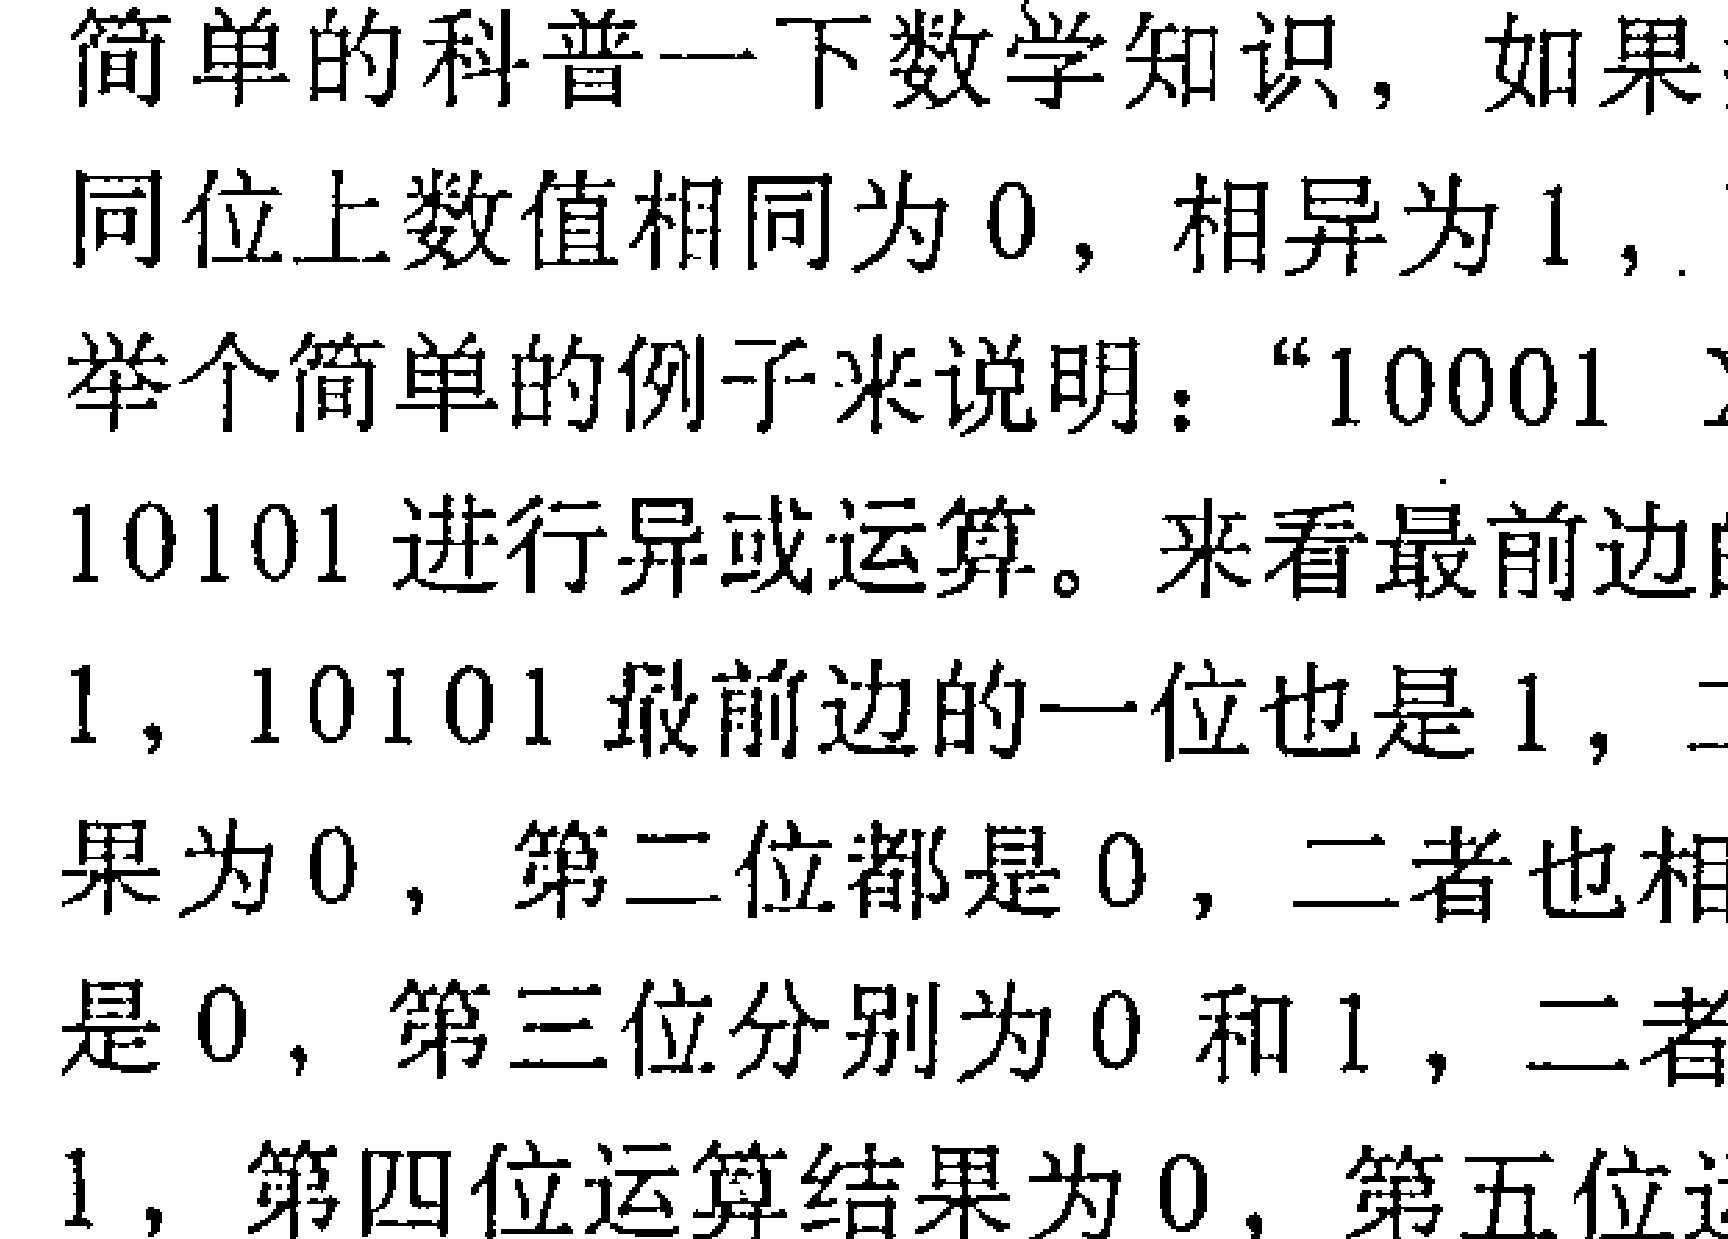 简单的科普一下数学知识，如果
同位上数值相同为0，相异为1，
举个简单的例子来说明：“10001
10101进行异或运算。来看最前边
1，10101最前边的一位也是1，
果为0，第二位都是0，二者也相
是0，第三位分别为0和1，二者
1，第四位运算结果为0，第五位运